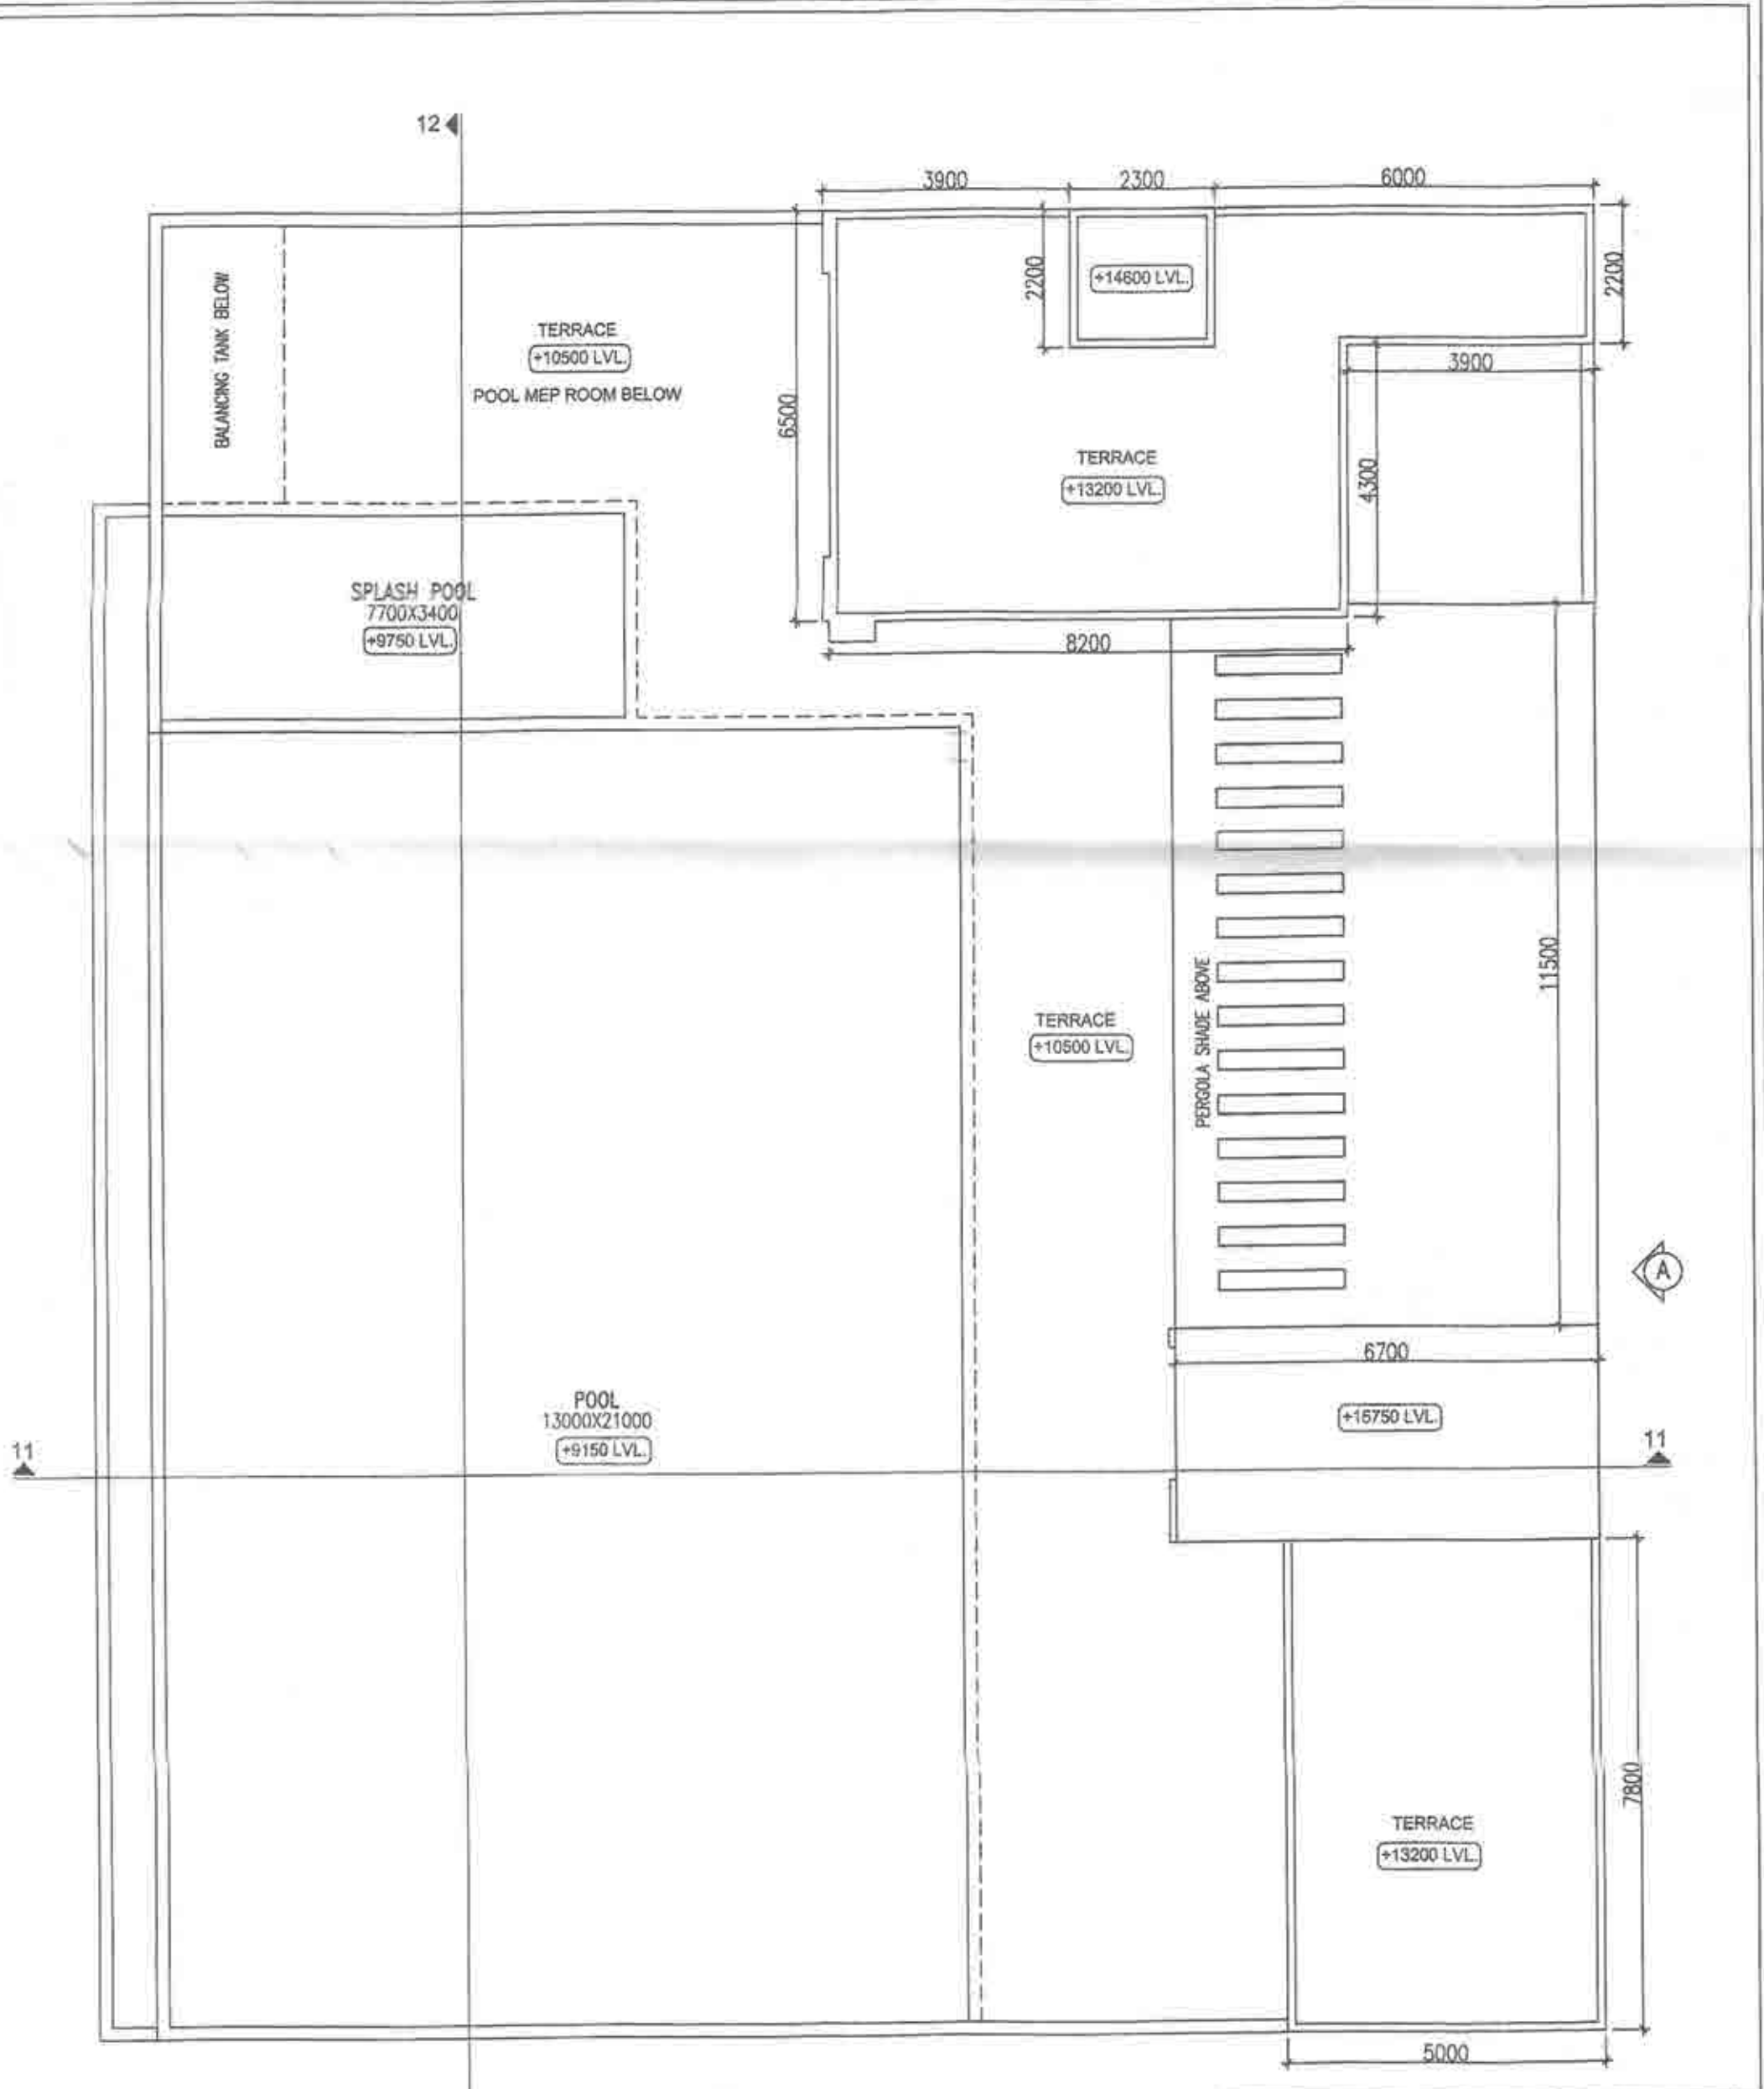 12
3900
2300
6000
2200
+14600 LVL.
2200
BALANCING TANK BELOW
TERRACE
+10500 LVL.
POOL MEP ROOM BELOW
6500
3900
TERRACE
+13200 LVL.
4300
SPLASH POOL
7700X3400
+9750 LVL.
8200
PERGOLA SHADE ABOVE
11500
TERRACE
+10500 LVL.
A
6700
POOL
13000X21000
+9150 LVL.
+15750 LVL.
11
11
7800
TERRACE
+13200 LVL.
5000